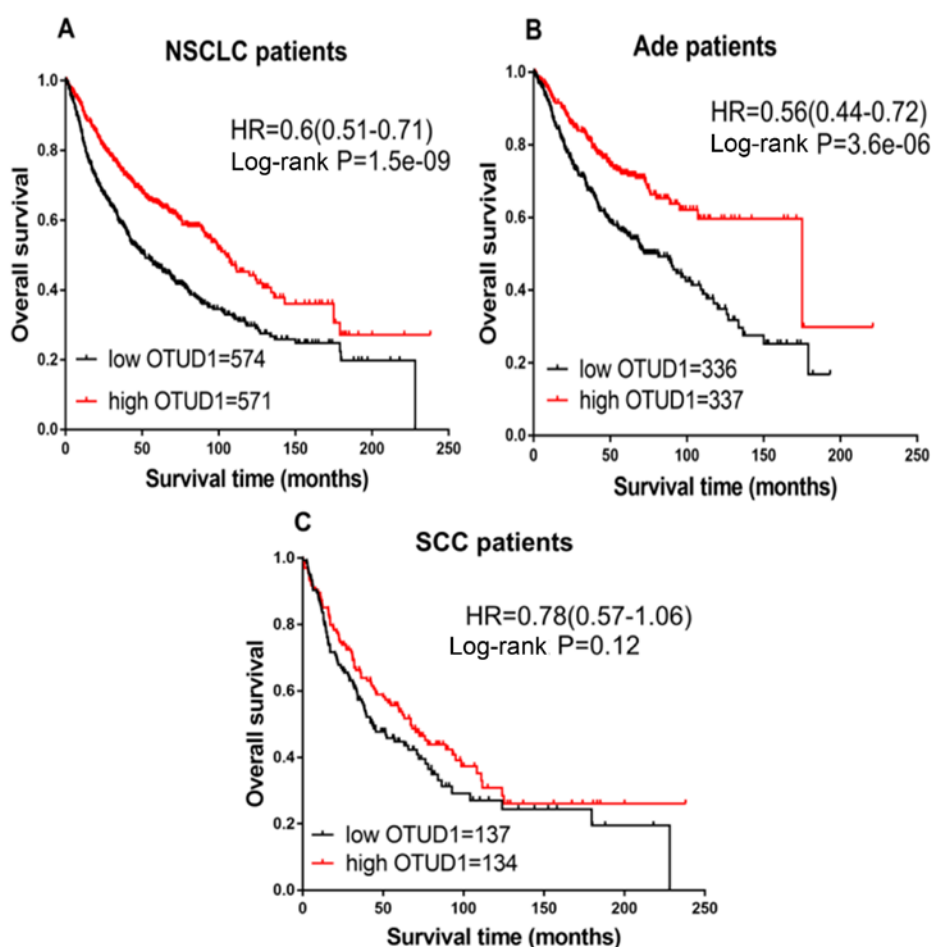 A
NSCLC patients
HR=0.6(0.51-0.71)
Log-rank P=1.5e-09
Overall survival
1.0
0.8
0.6
0.4
0.2
0.0
low OTUD1=574
high OTUD1=571
0 50 100 150 200 250
Survival time (months)
B
Ade patients
HR=0.56(0.44-0.72)
Log-rank P=3.6e-06
Overall survival
1.0
0.8
0.6
0.4
0.2
0.0
low OTUD1=336
high OTUD1=337
0 50 100 150 200 250
Survival time (months)
C
SCC patients
HR=0.78(0.57-1.06)
Log-rank P=0.12
Overall survival
1.0
0.8
0.6
0.4
0.2
0.0
low OTUD1=137
high OTUD1=134
0 50 100 150 200 250
Survival time (months)